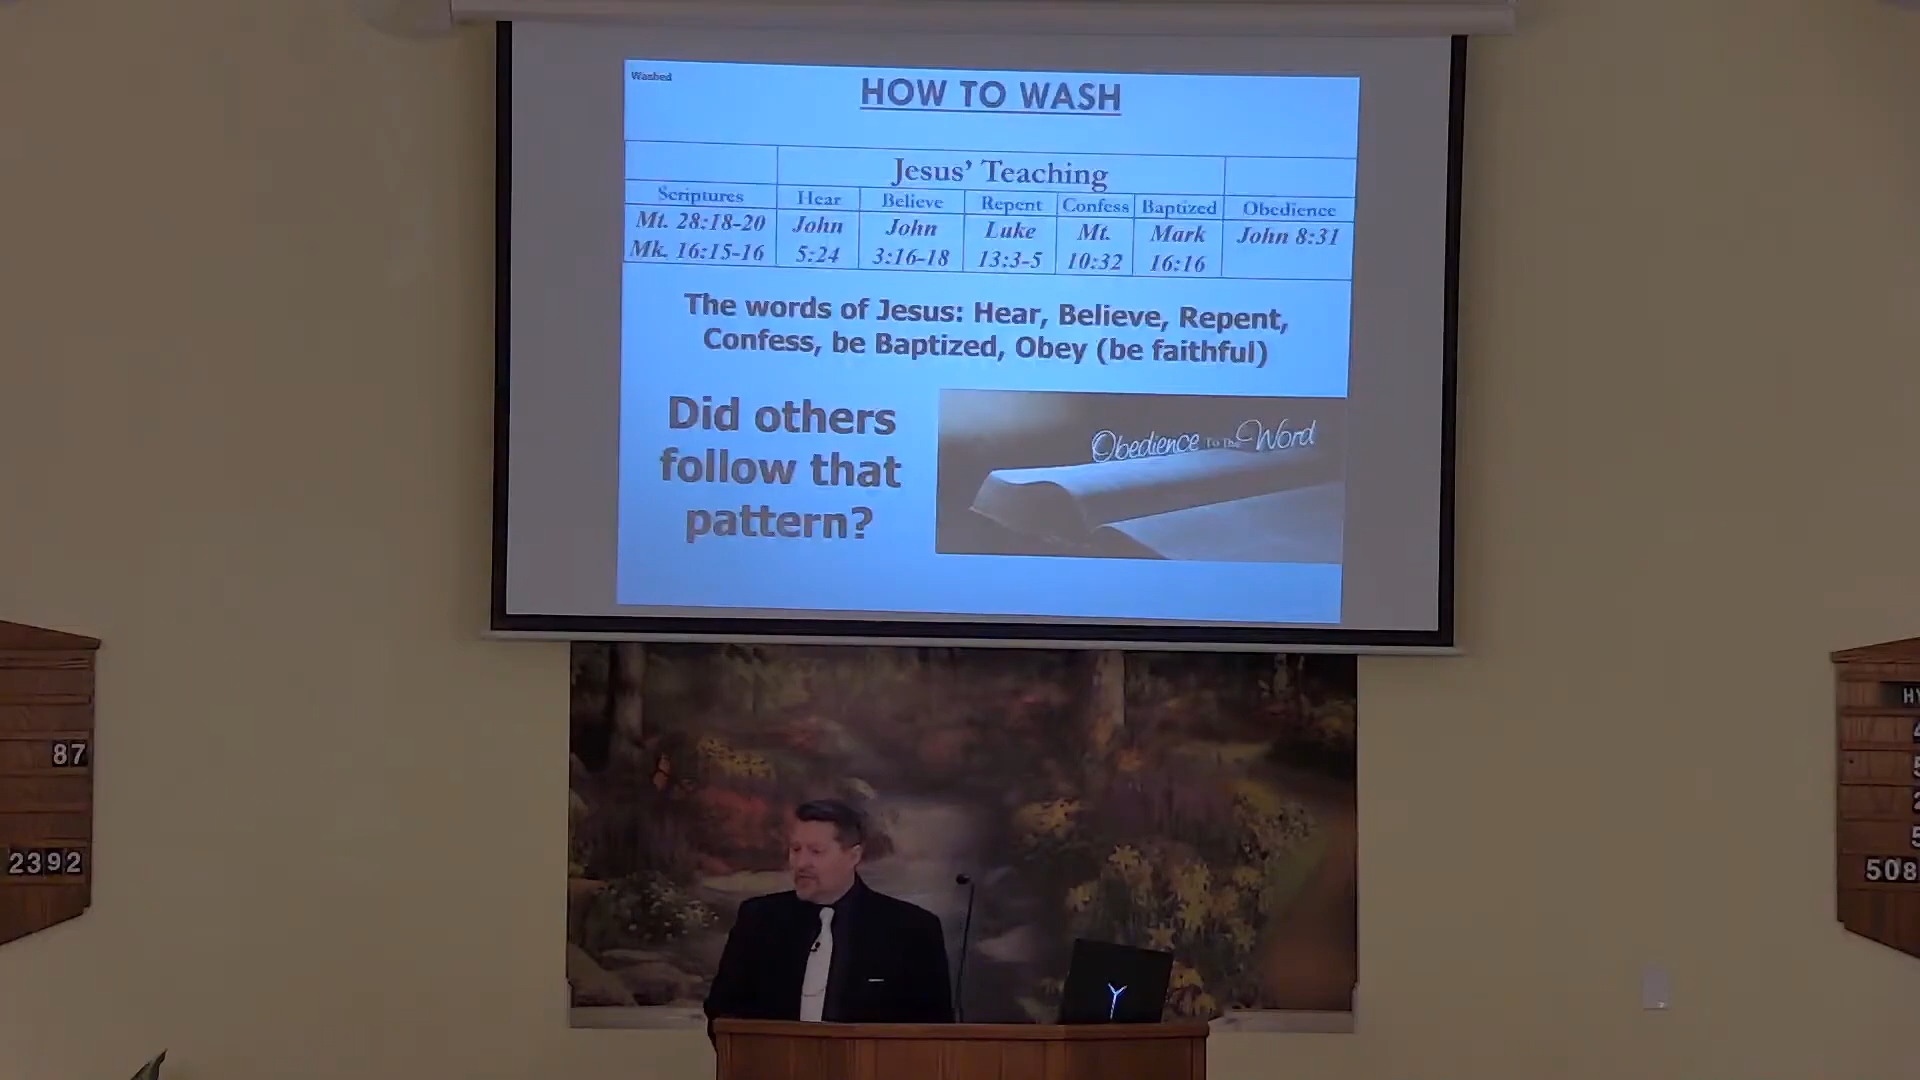 Washed
HOW TO WASH
Jesus' Teaching
Scriptures Hear Believe Repent Confess Baptized Obedience
Mt. 28:18-20 John John Luke Mt. Mark John 8:31
Mk. 16:15-16 5:24 3:16-18 13:3-5 10:32 16:16
The words of Jesus: Hear, Believe, Repent,
Confess, be Baptized, Obey (be faithful)
Did others
follow that
pattern?
Obedience To the Word
87
2392
508